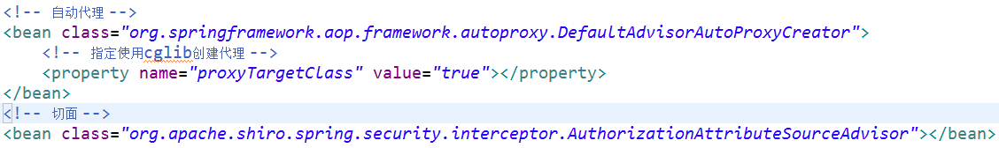 <!-- 自动代理 -->
<bean class="org.springframework.aop.framework.autoproxy.DefaultAdvisorAutoProxyCreator">
<!-- 指定使用cglib创建代理 -->
<property name="proxyTargetClass" value="true"></property>
</bean>
<!-- 切面 -->
<bean class="org.apache.shiro.spring.security.interceptor.AuthorizationAttributeSourceAdvisor"></bean>